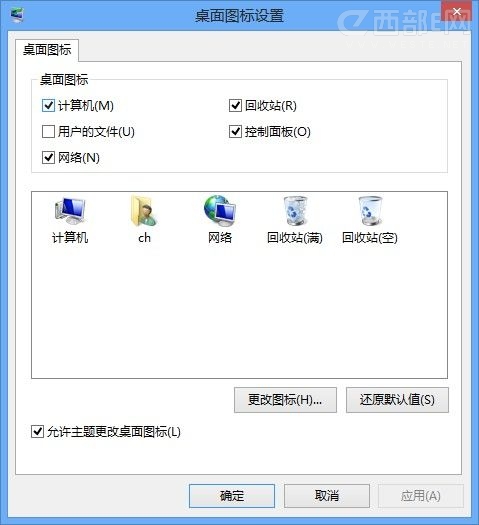 桌面图标设置
西部E网
桌面图标
桌面图标
计算机(M)
回收站(R)
用户的文件(U)
控制面板(O)
网络(N)
计算机
ch
网络
回收站(满)
回收站(空)
更改图标(H)...
还原默认值(S)
允许主题更改桌面图标(L)
确定
取消
应用(A)